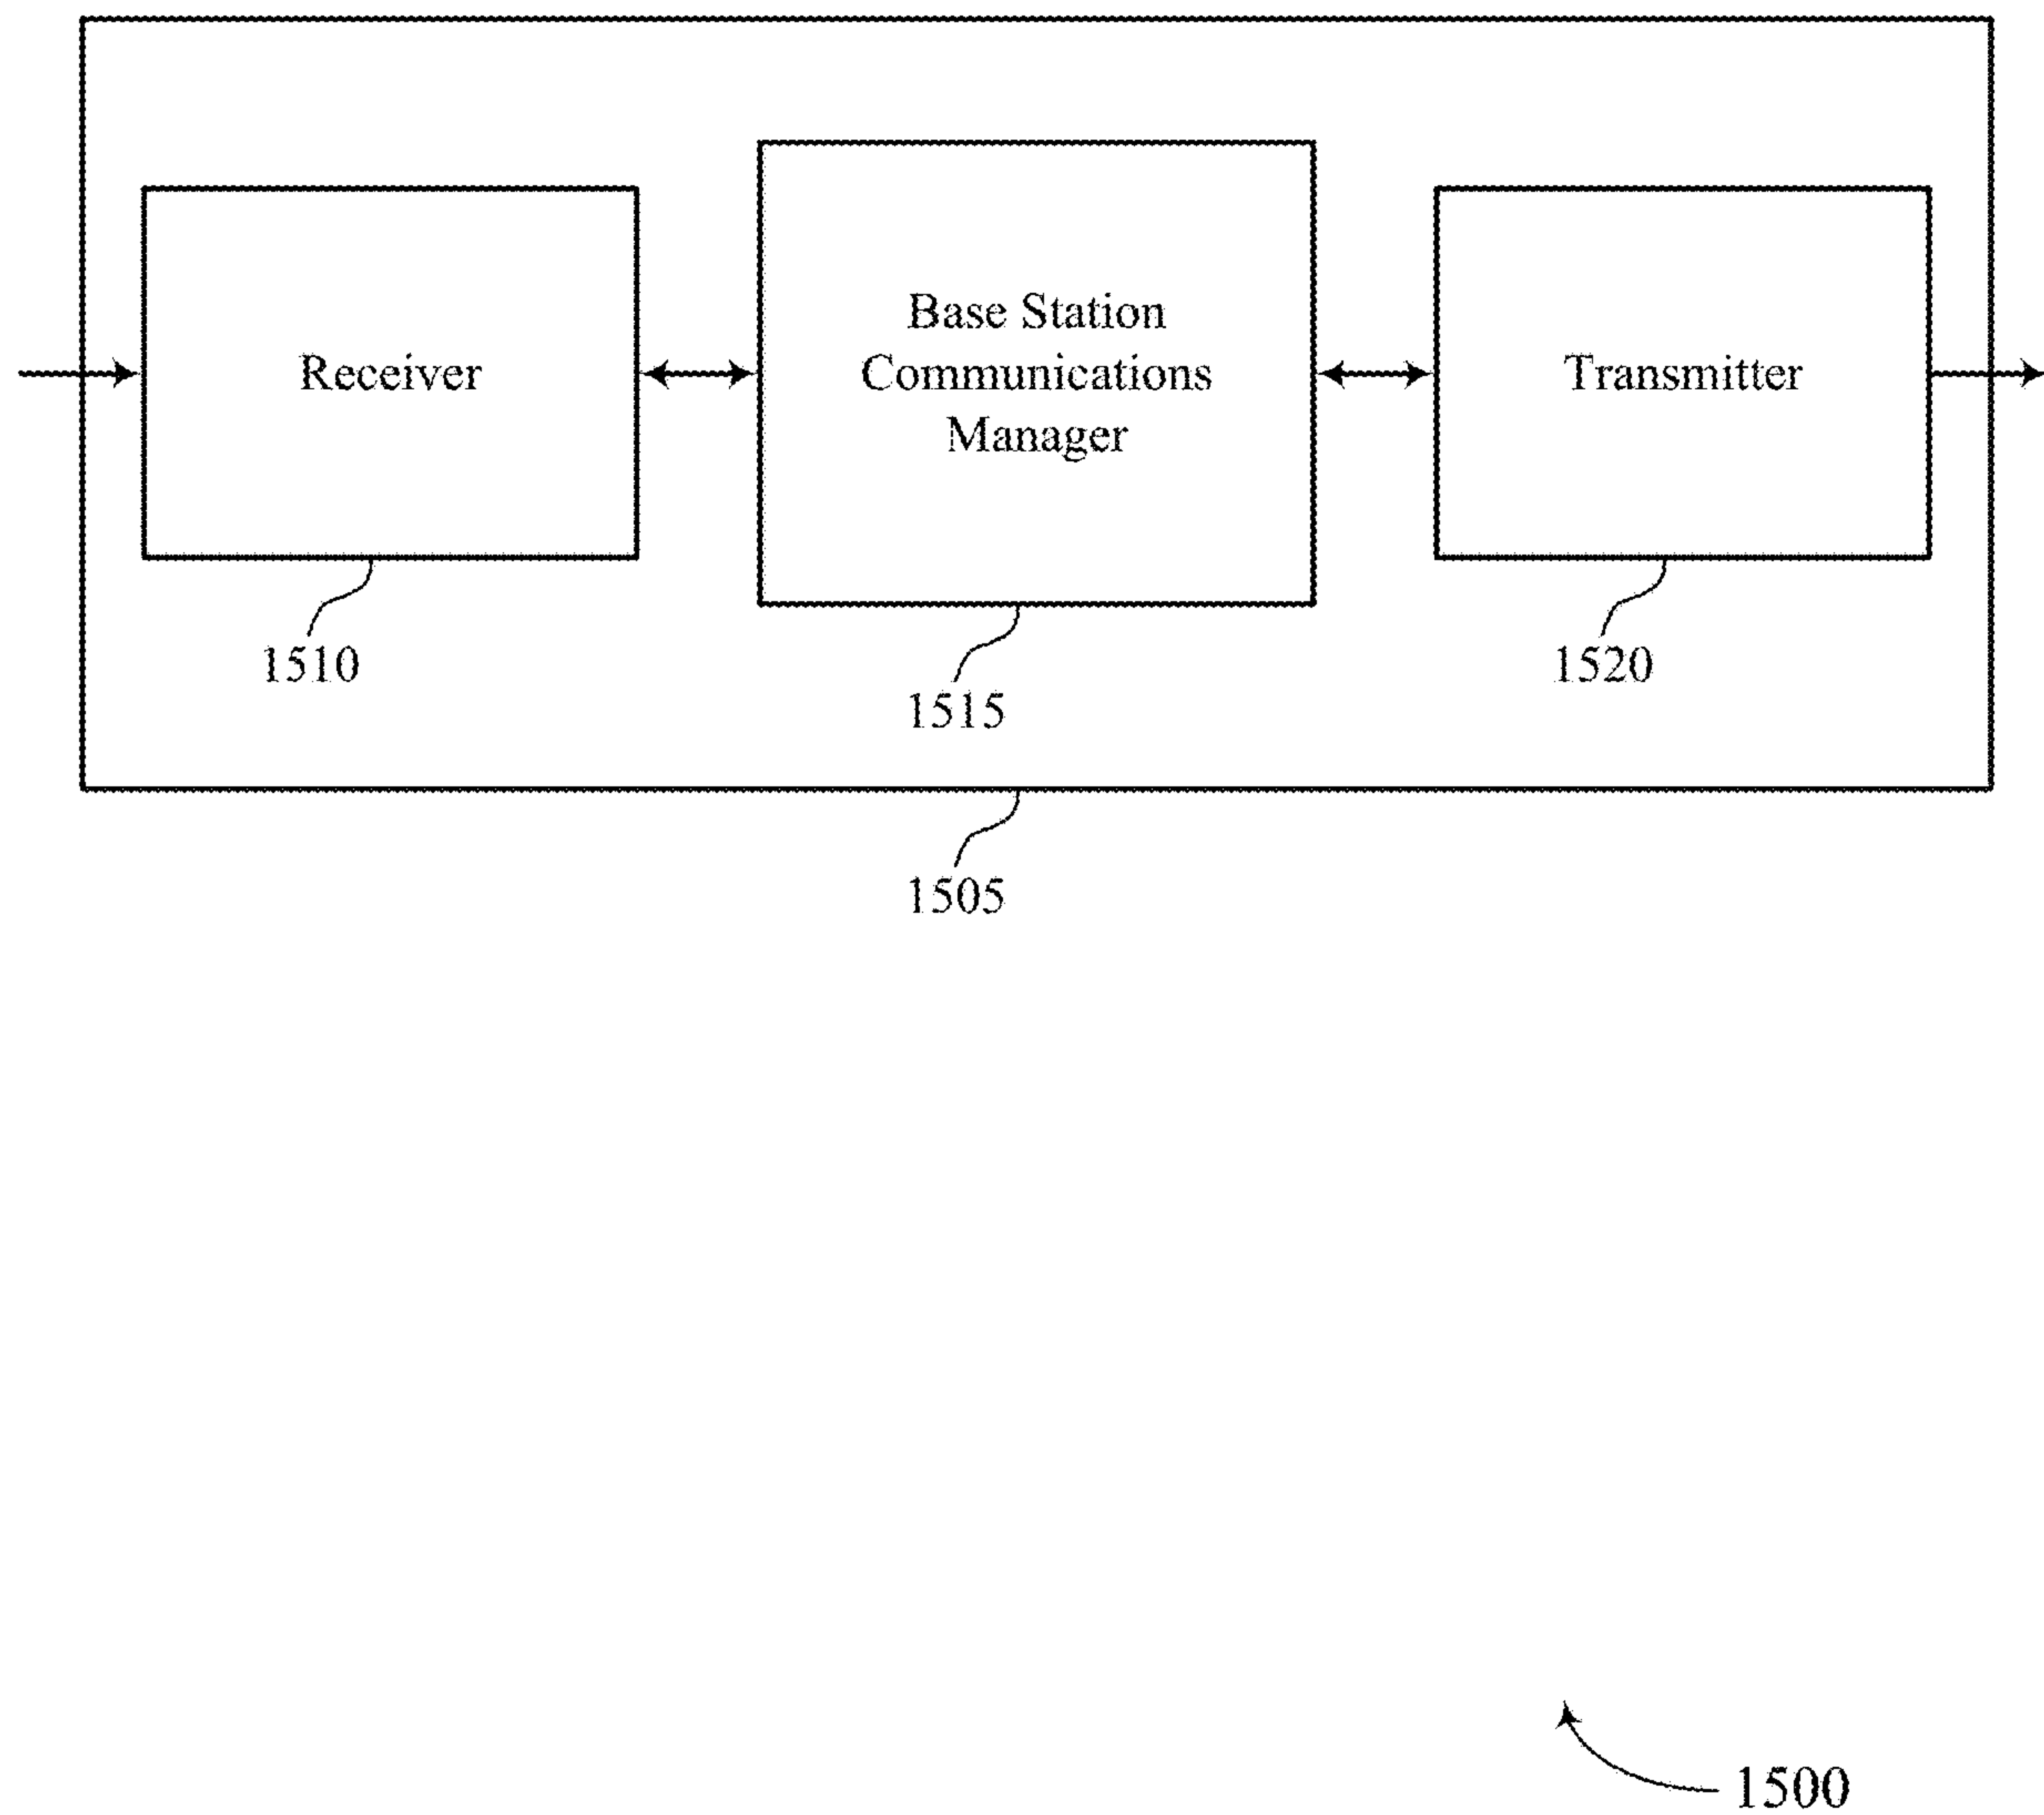 Receiver
Base Station
Communications
Manager
Transmitter
1510
1515
1520
1505
1500